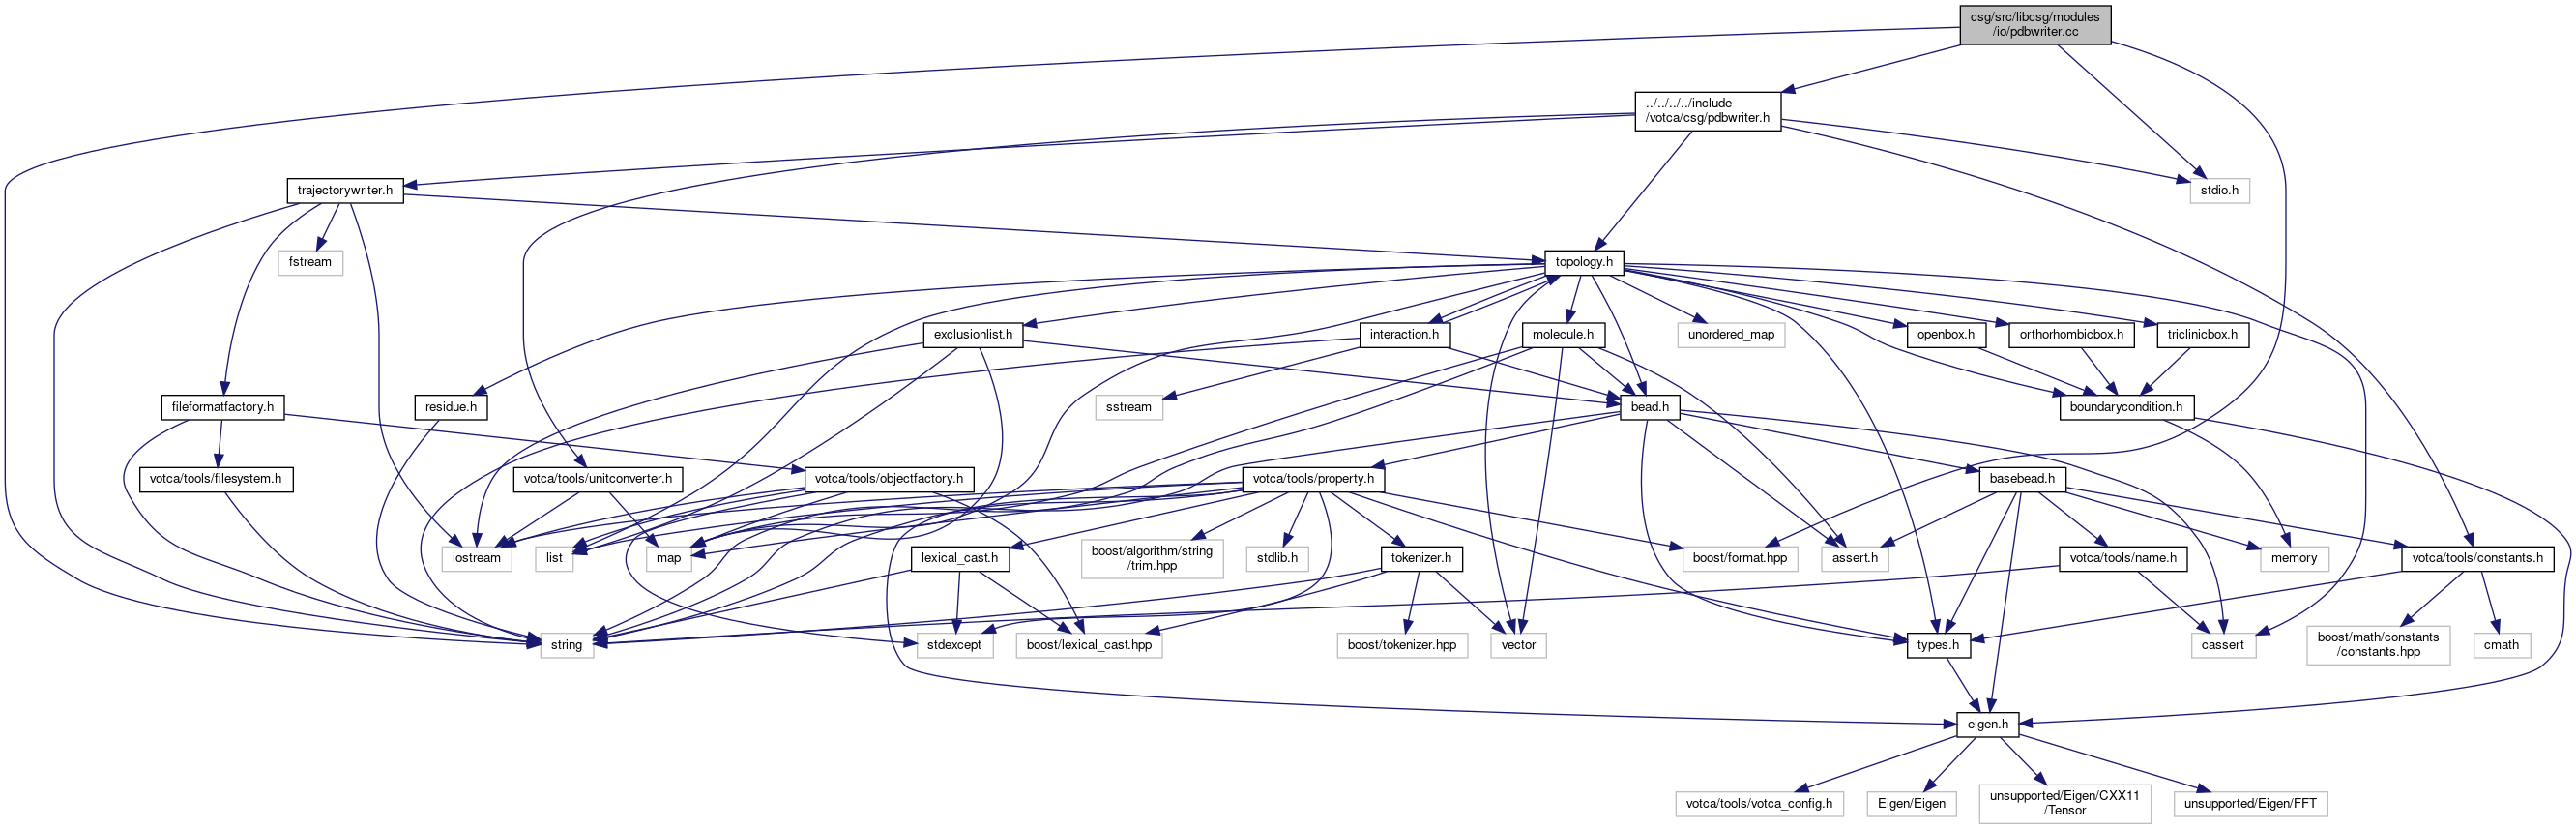 csg/src/libcsg/modules
/io/pdbwriter.cc
../../../../include
/votca/csg/pdbwriter.h
trajectorywriter.h
stdio.h
fstream
topology.h
exclusionlist.h
interaction.h
molecule.h
unordered_map
openbox.h
orthorhombicbox.h
triclinicbox.h
fileformatfactory.h
residue.h
sstream
bead.h
boundarycondition.h
votca/tools/filesystem.h
votca/tools/unitconverter.h
votca/tools/objectfactory.h
votca/tools/property.h
basebead.h
iostream
list
map
lexical_cast.h
boost/algorithm/string
/trim.hpp
stdlib.h
tokenizer.h
boost/format.hpp
assert.h
votca/tools/name.h
memory
votca/tools/constants.h
string
stdexcept
boost/lexical_cast.hpp
boost/tokenizer.hpp
vector
types.h
cassert
boost/math/constants
/constants.hpp
cmath
eigen.h
votca/tools/votca_config.h
Eigen/Eigen
unsupported/Eigen/CXX11
/Tensor
unsupported/Eigen/FFT